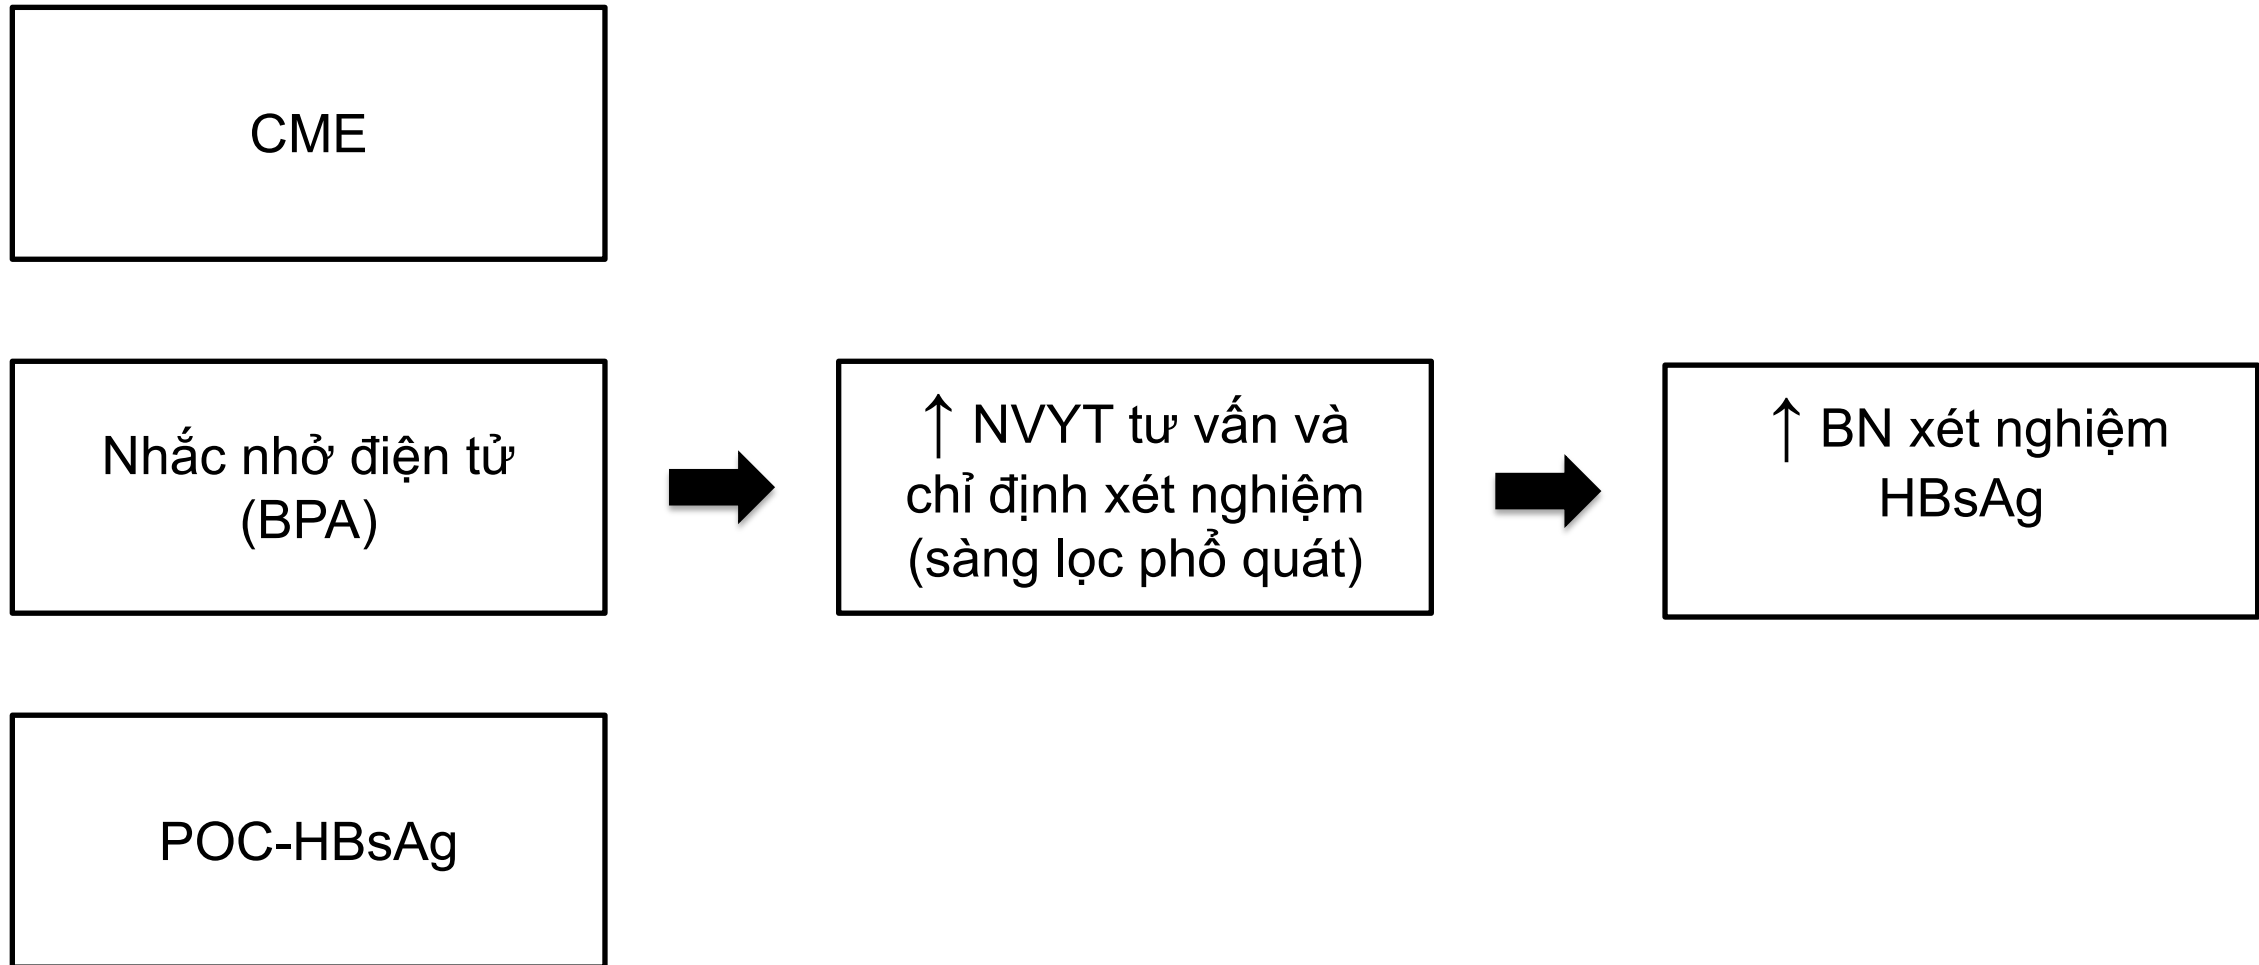 CME
Nhắc nhở điện tử
(BPA)
↑ NVYT tư vấn và
chỉ định xét nghiệm
(sàng lọc phổ quát)
↑ BN xét nghiệm
HBsAg
POC-HBsAg